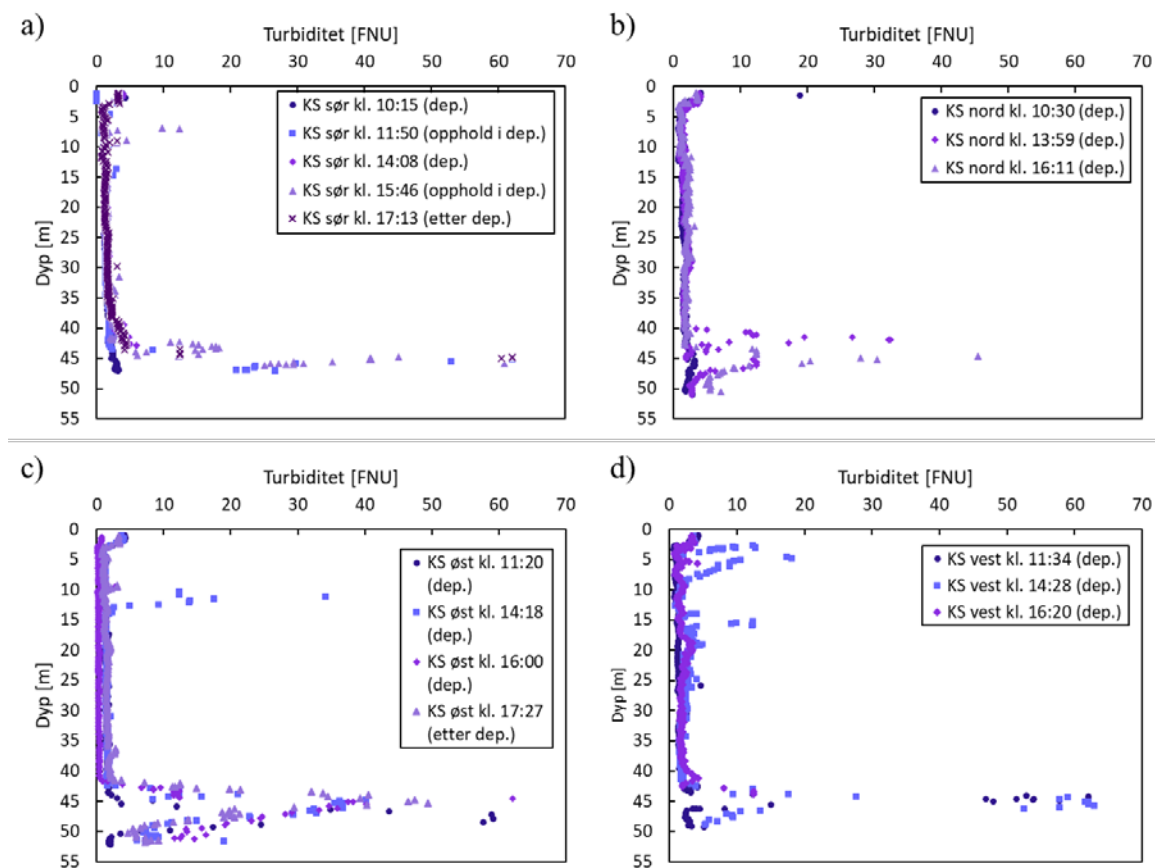 a)
Turbiditet [FNU]
0 10 20 30 40 50 60 70
0
5
10
15
20
25
30
35
40
45
50
55
Dyp [m]
KS sør kl. 10:15 (dep.)
KS sør kl. 11:50 (opphold i dep.)
KS sør kl. 14:08 (dep.)
KS sør kl. 15:46 (opphold i dep.)
KS sør kl. 17:13 (etter dep.)
b)
Turbiditet [FNU]
0 10 20 30 40 50 60 70
0
5
10
15
20
25
30
35
40
45
50
55
Dyp [m]
KS nord kl. 10:30 (dep.)
KS nord kl. 13:59 (dep.)
KS nord kl. 16:11 (dep.)
c)
Turbiditet [FNU]
0 10 20 30 40 50 60 70
0
5
10
15
20
25
30
35
40
45
50
55
Dyp [m]
KS øst kl. 11:20
(dep.)
KS øst kl. 14:18
(dep.)
KS øst kl. 16:00
(dep.)
KS øst kl. 17:27
(etter dep.)
d)
Turbiditet [FNU]
0 10 20 30 40 50 60 70
0
5
10
15
20
25
30
35
40
45
50
55
Dyp [m]
KS vest kl. 11:34 (dep.)
KS vest kl. 14:28 (dep.)
KS vest kl. 16:20 (dep.)